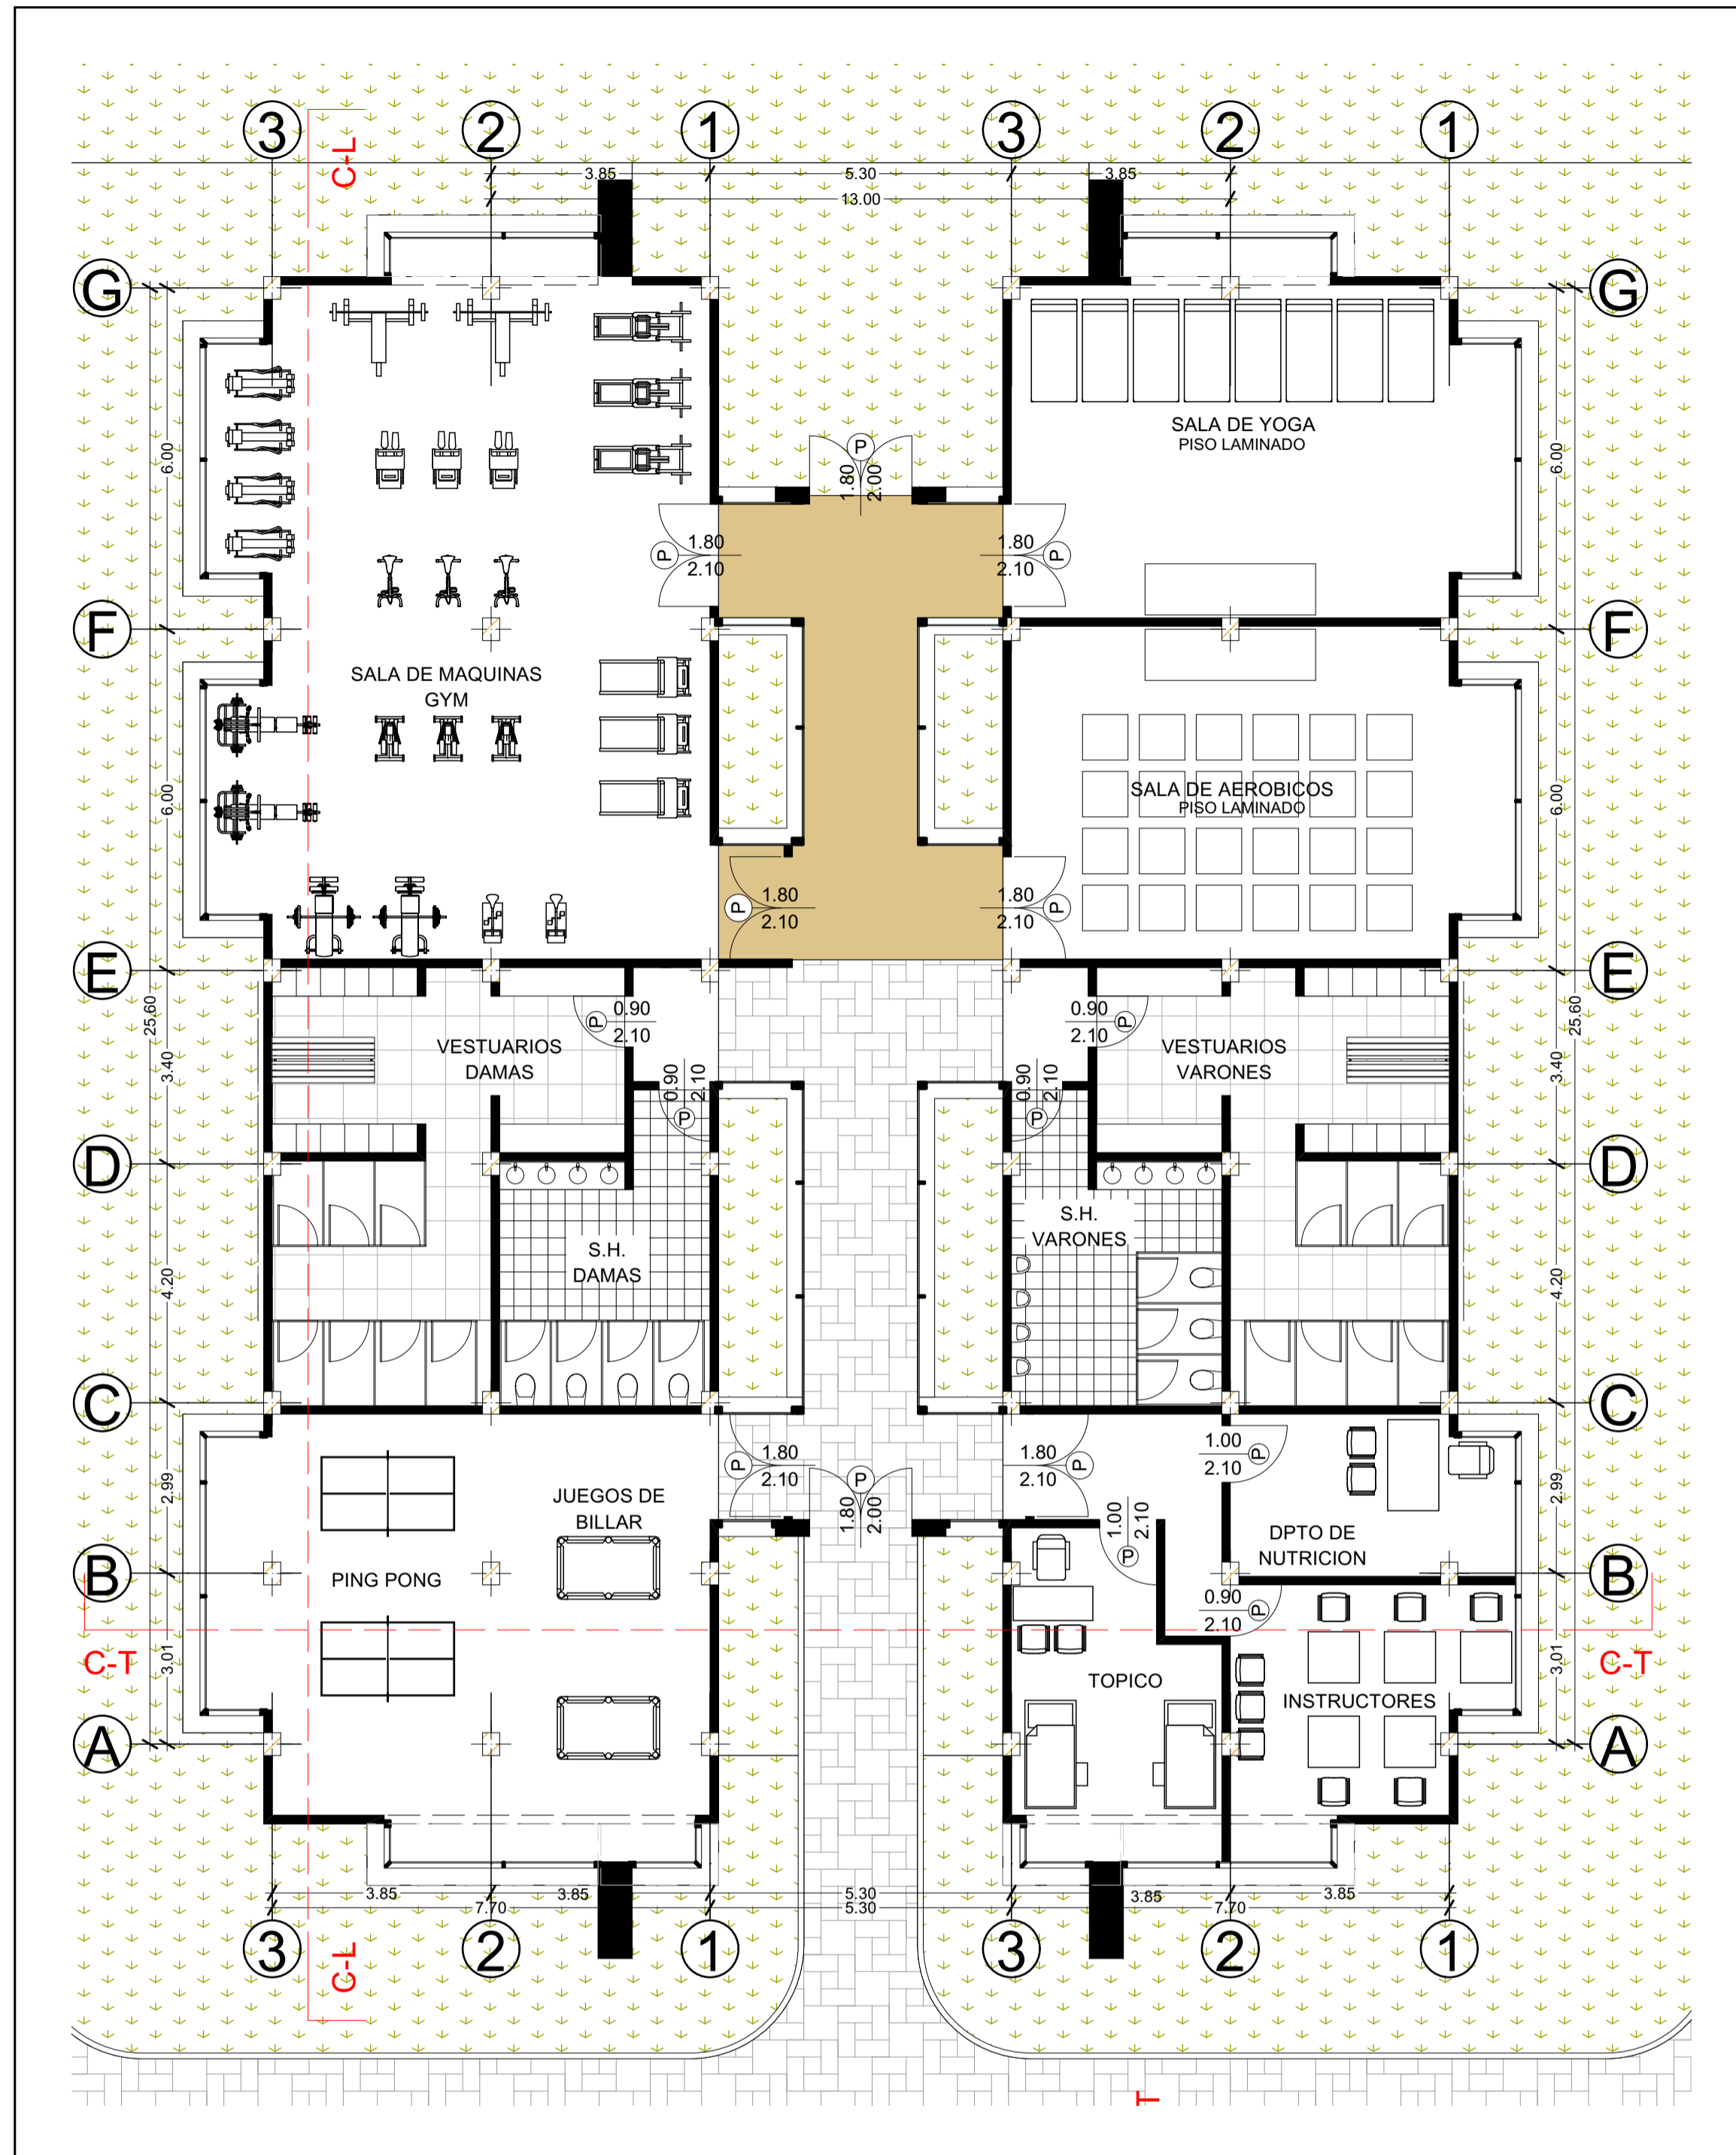 3 2 1 3 2 1
C-L
3.85 5.30 3.85
13.00
G G
SALA DE YOGA
PISO LAMINADO
6.00 6.00
P
1.80
2.00
P 1.80
2.10
1.80 P
2.10
F F
SALA DE MAQUINAS
GYM
6.00 6.00
SALA DE AEROBICOS
PISO LAMINADO
P 1.80
2.10
1.80 P
2.10
E E
25.60 25.60
P 0.90
2.10
0.90 P
2.10
3.40 3.40
VESTUARIOS
DAMAS
VESTUARIOS
VARONES
0.90
2.10
P
0.90
2.10
P
D D
S.H.
DAMAS
S.H.
VARONES
4.20 4.20
C C
P 1.80
2.10
1.80 P
2.10
1.00 P
2.10
P
1.80
2.00
2.99 2.99
JUEGOS DE
BILLAR
1.00
2.10
P
DPTO DE
NUTRICION
B B
PING PONG
0.90 P
2.10
C-T C-T
3.01 3.01
TOPICO
INSTRUCTORES
A A
3.85 3.85 5.30 3.85 3.85
7.70 5.30 7.70
3 2 1 3 2 1
C-L
T